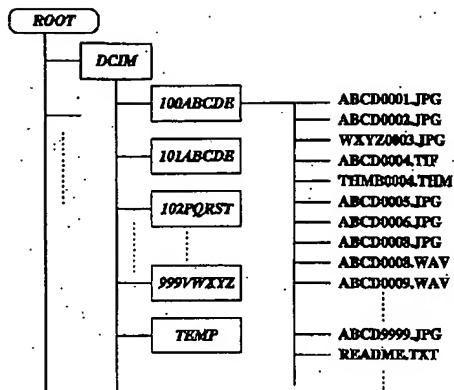 ROOT
DCIM
100ABCDE
ABCD0001.JPG
ABCD0002.JPG
WXYZ0003.JPG
101ABCDE
ABCD0004.TIF
THMB0004.THM
102PQRST
ABCD0005.JPG
ABCD0006.JPG
ABCD0008.JPG
999VWXYZ
ABCD0008.WAV
ABCD0009.WAV
TEMP
ABCD9999.JPG
README.TXT